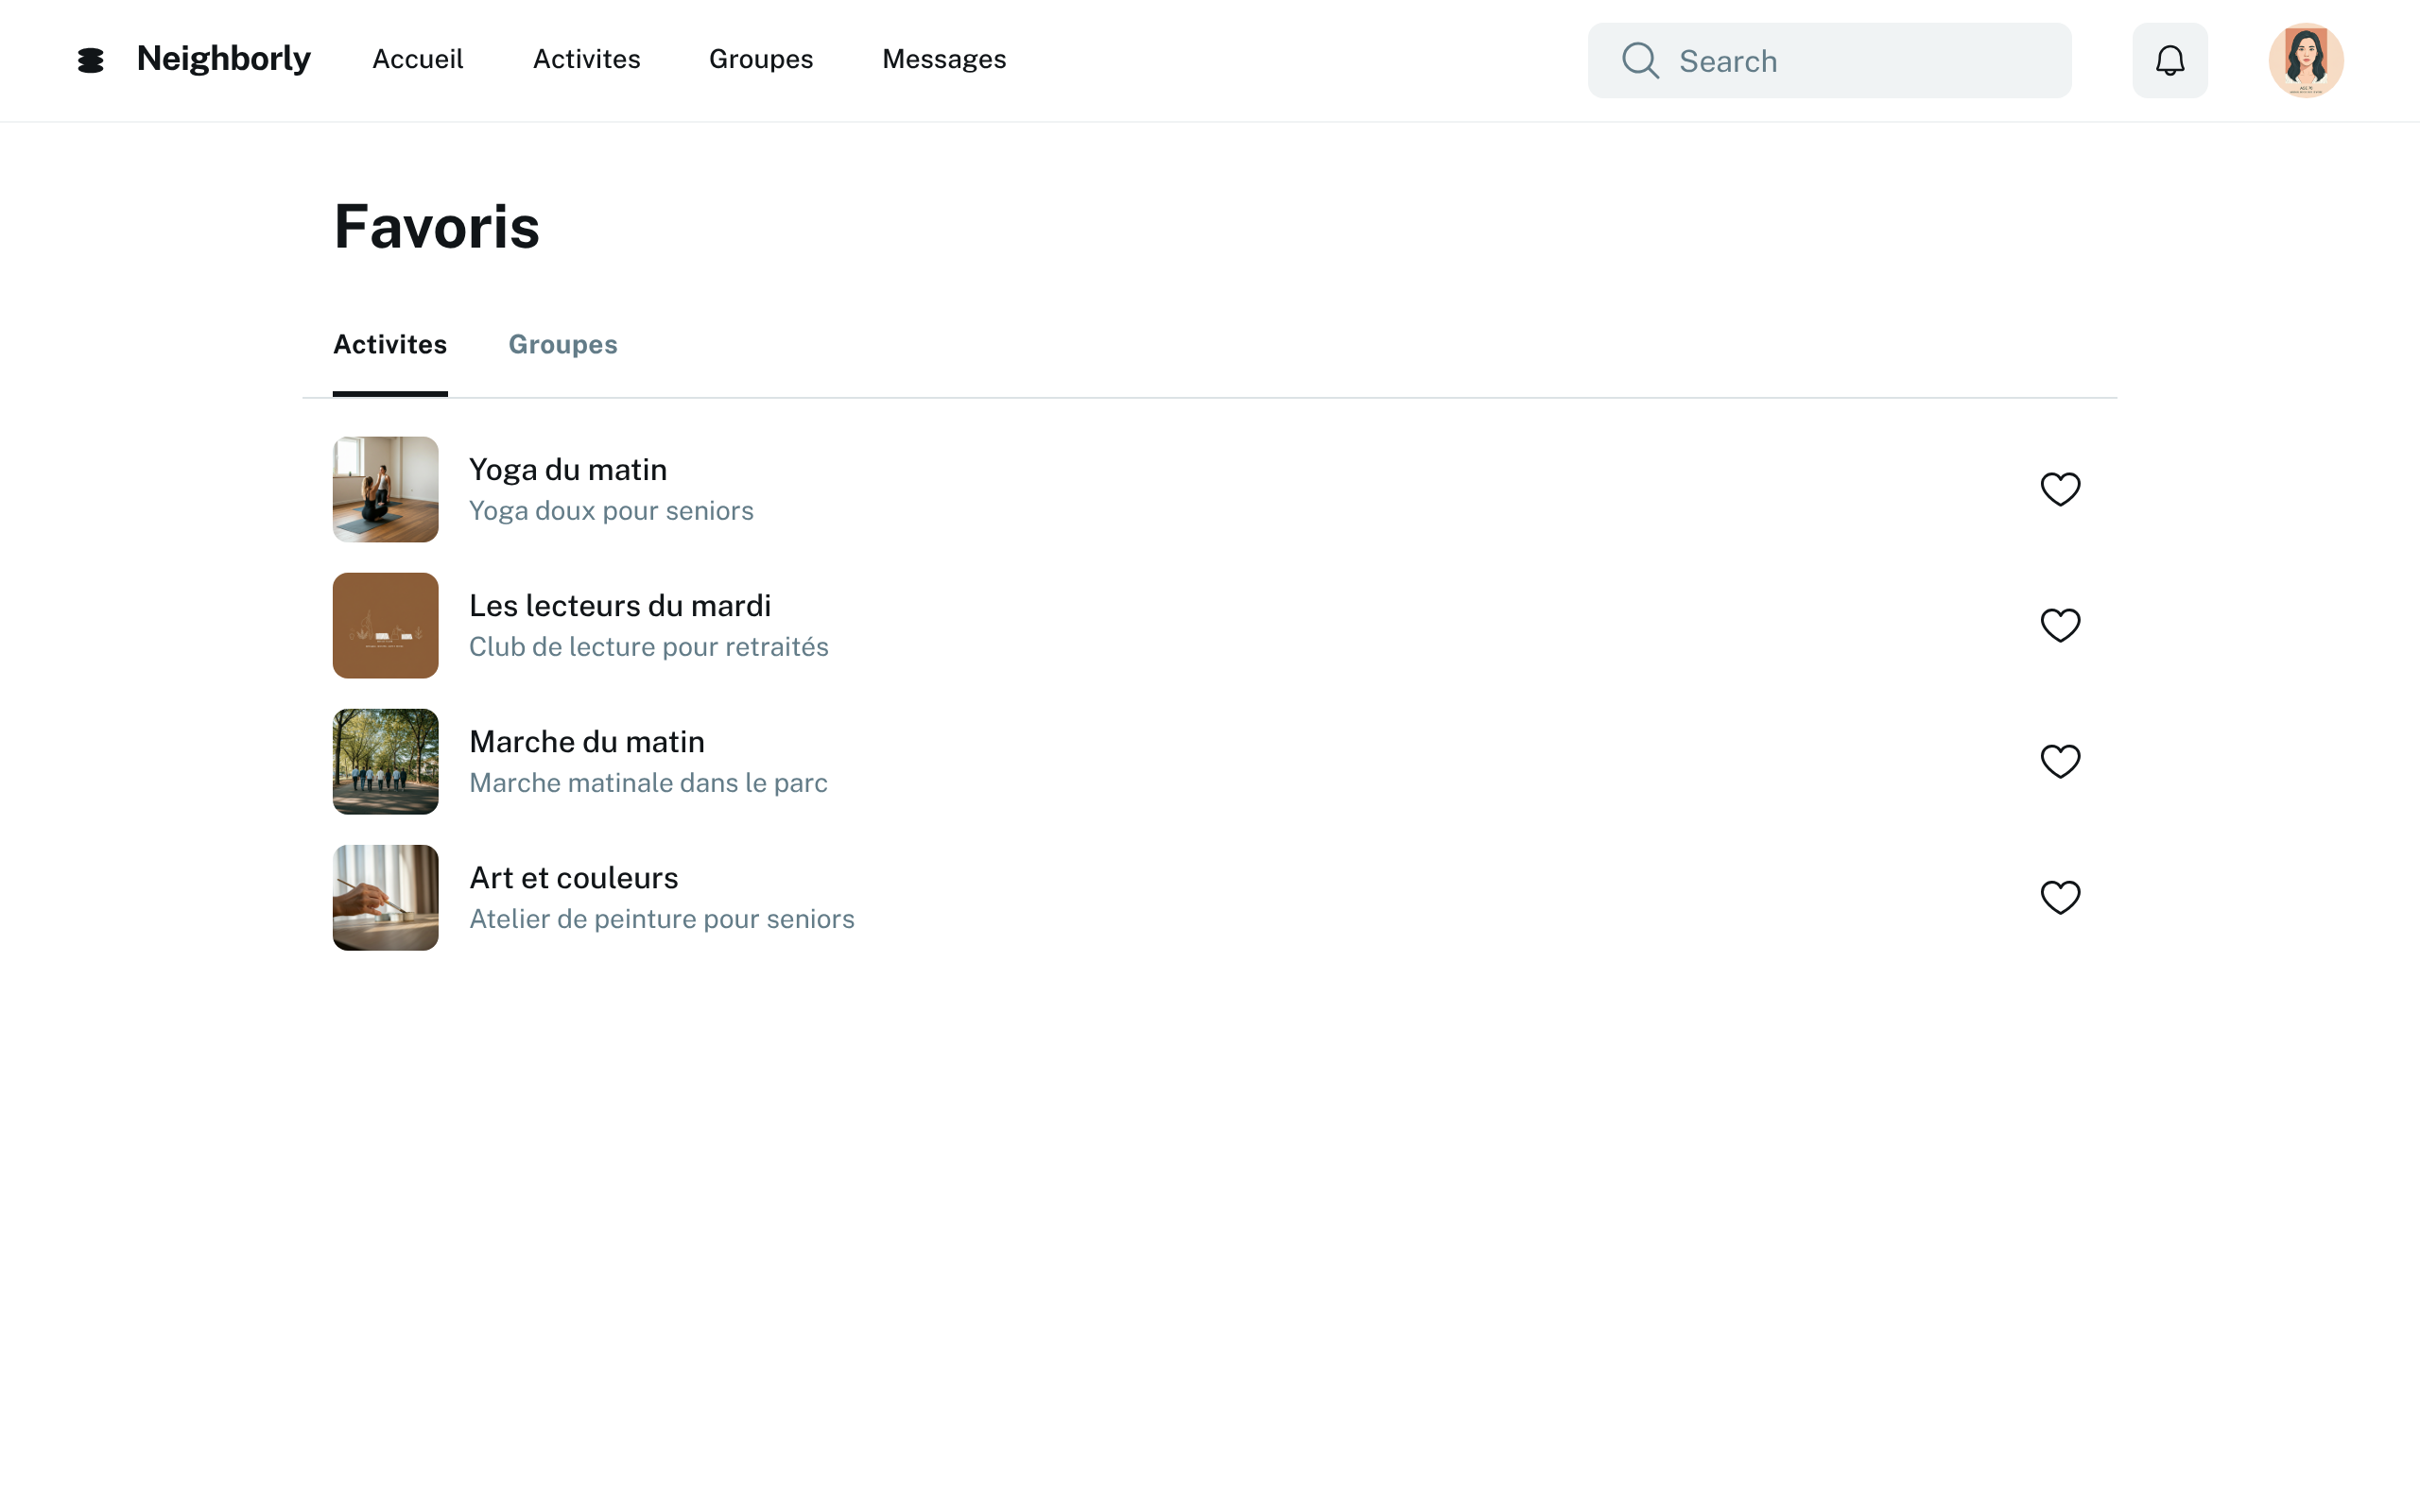 Neighborly
Accueil
Activites
Groupes
Messages
Search
Favoris
Activites
Groupes
Yoga du matin
Yoga doux pour seniors
Les lecteurs du mardi
Club de lecture pour retraités
Marche du matin
Marche matinale dans le parc
Art et couleurs
Atelier de peinture pour seniors